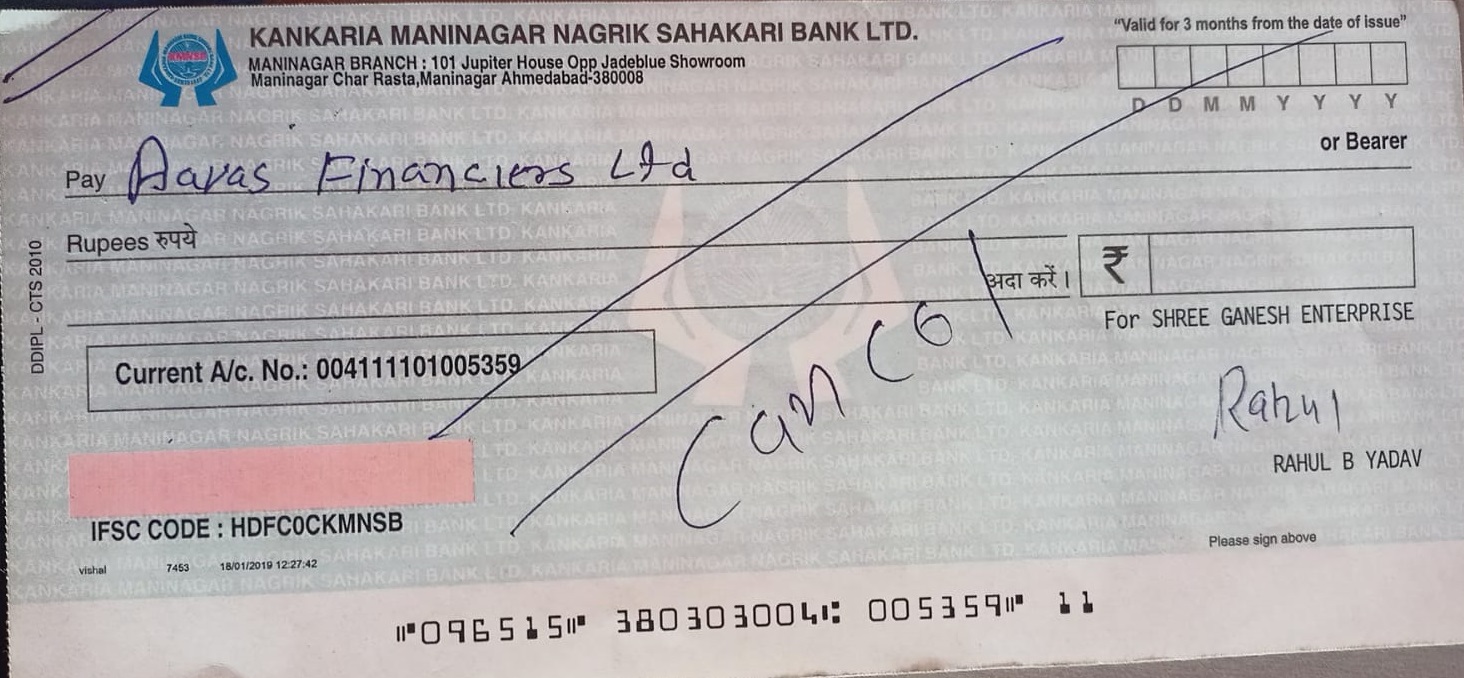 KANKARIA MANINAGAR NAGRIK SAHAKARI BANK LTD.
MANINAGAR BRANCH : 101 Jupiter House Opp Jadeblue Showroom
Maninagar Char Rasta,Maninagar Ahmedabad-380008
"Valid for 3 months from the date of issue"
D D M M Y Y Y Y
Pay Aavas Financiers Ltd
or Bearer
Rupees रुपये
अदा करें। ₹
For SHREE GANESH ENTERPRISE
DDIPL - CTS 2010
Current A/c. No.: 004111101005359
Cancel
Rahul
RAHUL B YADAV
IFSC CODE : HDFC0CKMNSB
Please sign above
vishal 7453 18/01/2019 12:27:42
⑈096515⑈ 380303004⑆ 005359⑈ 11